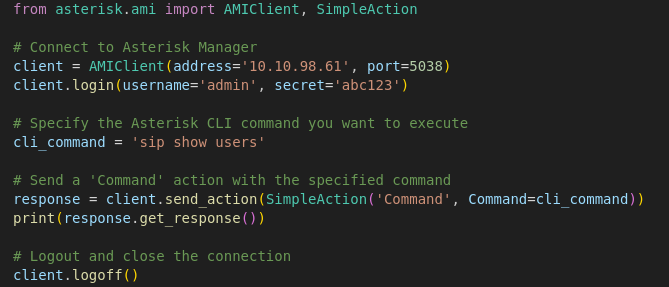 from asterisk.ami import AMIClient, SimpleAction
# Connect to Asterisk Manager
client = AMIClient(address='10.10.98.61', port=5038)
client.login(username='admin', secret='abc123')
# Specify the Asterisk CLI command you want to execute
cli_command = 'sip show users'
# Send a 'Command' action with the specified command
response = client.send_action(SimpleAction('Command', Command=cli_command))
print(response.get_response())
# Logout and close the connection
client.logoff()